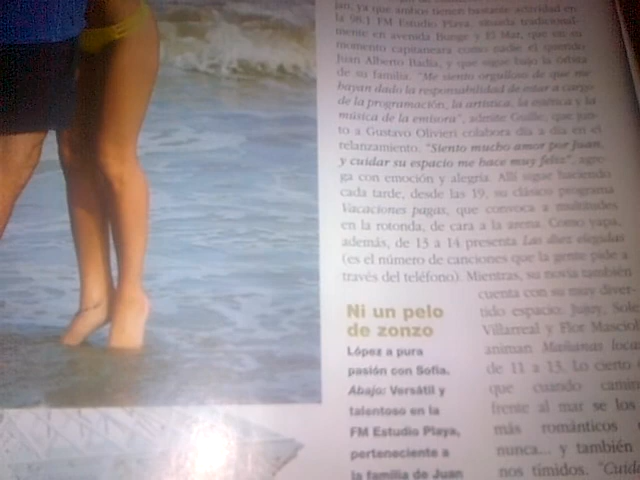 jan, ya que ambos tienen bastante actividad en
la 98.1 FM Estudio Playa, situada tradicional-
mente en avenida Bunge y El Mar, que en su
momento capitaneara como nadie el querido
Juan Alberto Badía, y que sigue bajo la órbita
de su familia. "Me siento orgulloso de que me
hayan dado la responsabilidad de estar a cargo
de la programación, la artística, la estética y la
música de la emisora", admite Guille, que jun-
to a Gustavo Olivieri colabora día a día en el
relanzamiento. "Siento mucho amor por Juan,
y cuidar su espacio me hace muy feliz", agre-
ga con emoción y alegría. Allí sigue haciendo
cada tarde, desde las 19, su clásico programa
Vacaciones pagas, que convoca a multitudes
en la rotonda, de cara a la arena. Como yapa,
además, de 13 a 14 presenta Las diez elegidas
(es el número de canciones que la gente pide a
través del teléfono). Mientras, su novia también
cuenta con su muy diver-
tido espacio: Jujuy, Sole
Villarreal y Flor Masciol
animan Mañanas locas
de 11 a 13. Lo cierto
que cuando camin
frente al mar se los
más románticos
nunca... y también
nos tímidos. "Cuid
Ni un pelo
de zonzo
López a pura
pasión con Sofía.
Abajo: Versátil y
talentoso en la
FM Estudio Playa,
perteneciente a
la familia de Juan